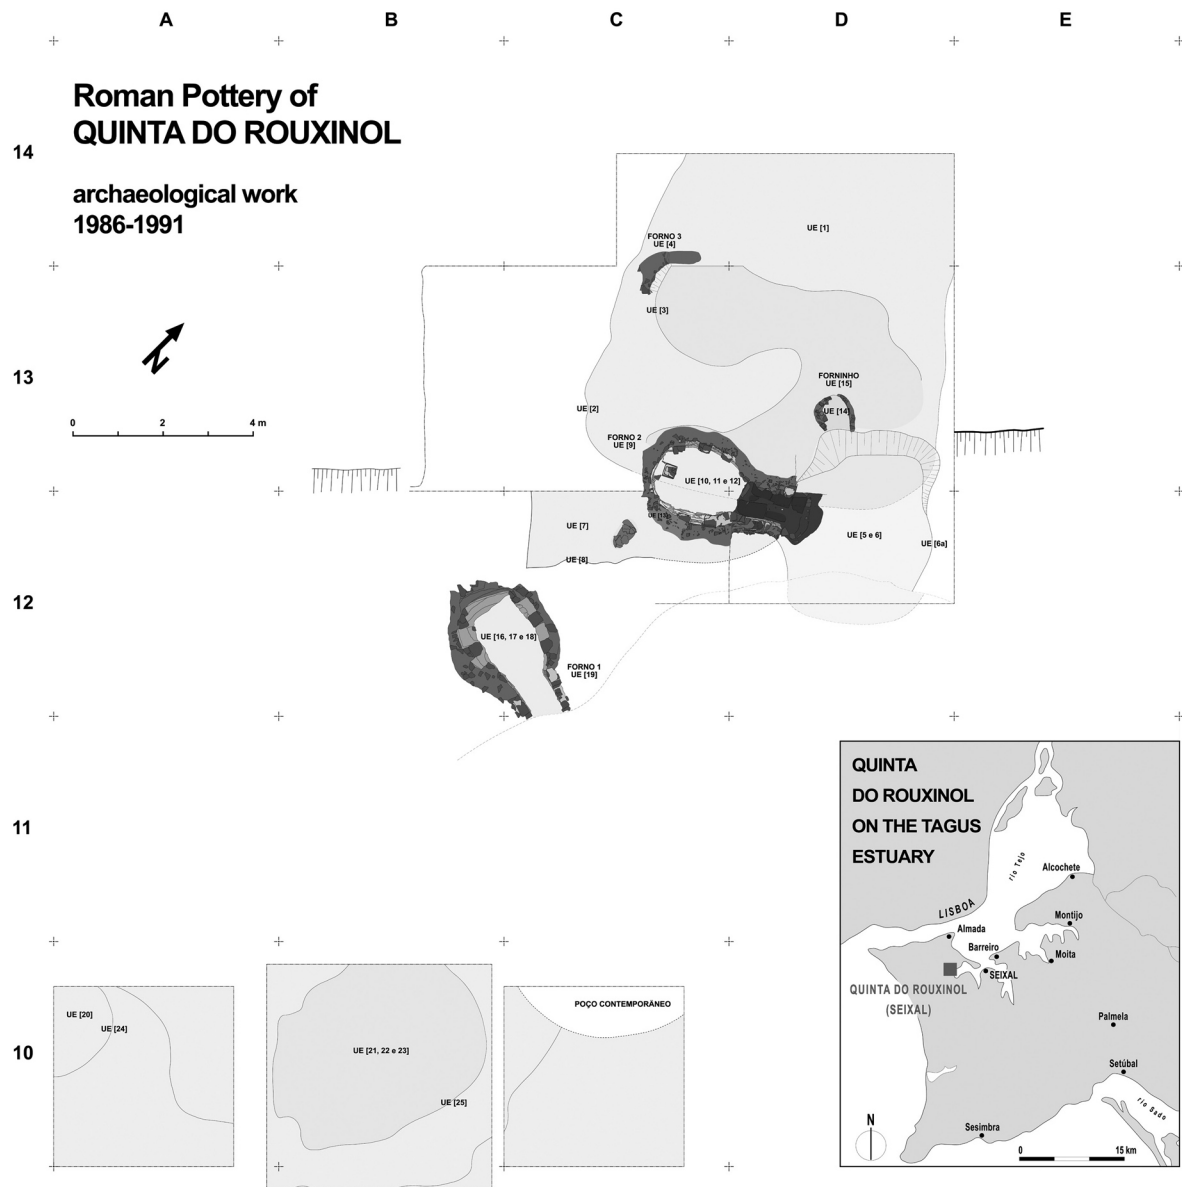 A B C D E
Roman Pottery of
QUINTA DO ROUXINOL
14
archaeological work
1986-1991
UE [1]
FORNO 3
UE [4]
UE [3]
N
13
FORNINHO
UE [15]
UE [14]
0 2 4 m
UE [2]
FORNO 2
UE [9]
UE [10, 11 e 12]
UE [13]
UE [7]
UE [5 e 6]
UE [6a]
UE [8]
12
UE [16, 17 e 18]
FORNO 1
UE [19]
11
10
UE [20]
UE [24]
UE [21, 22 e 23]
UE [25]
POÇO CONTEMPORÂNEO
QUINTA
DO ROUXINOL
ON THE TAGUS
ESTUARY
rio Tejo
Alcochete
LISBOA
Montijo
Almada
Barreiro
Moita
SEIXAL
QUINTA DO ROUXINOL
(SEIXAL)
Palmela
Setúbal
rio Sado
N
Sesimbra
0 15 km